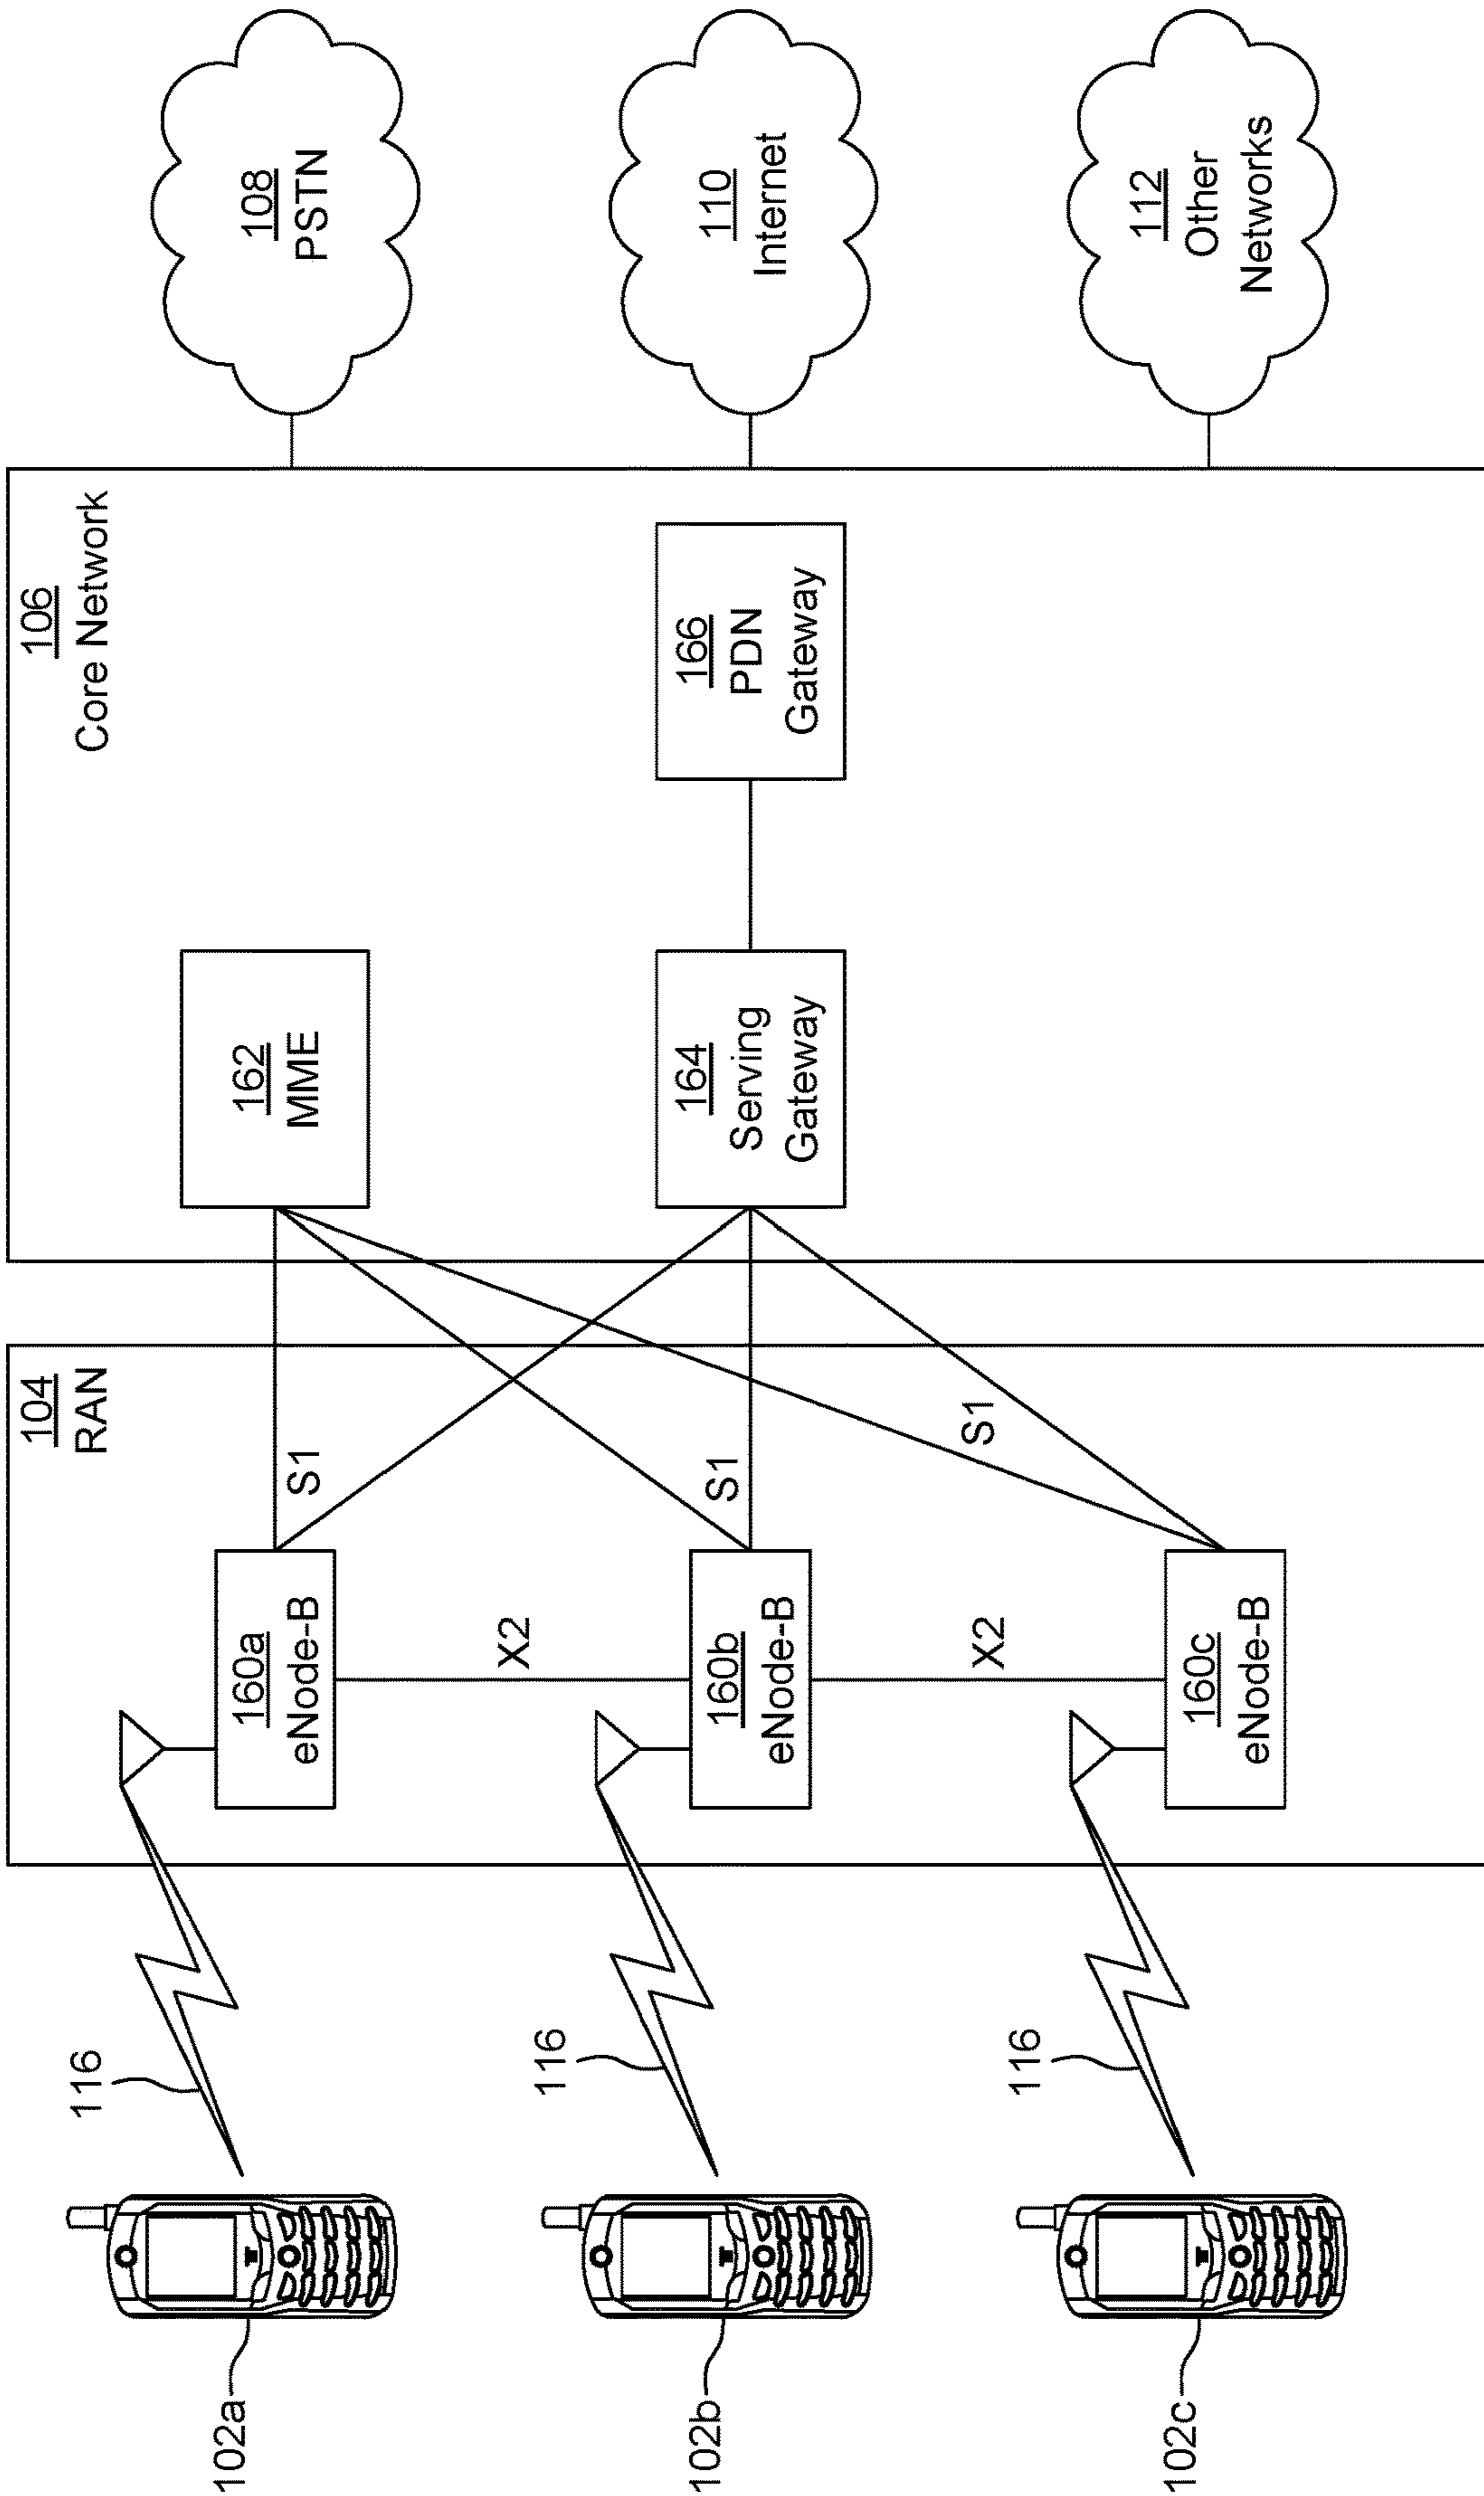 104
RAN
106
Core Network
102a
116
160a
eNode-B
S1
162
MME
108
PSTN
X2
102b
116
160b
eNode-B
S1
164
Serving
Gateway
166
PDN
Gateway
110
Internet
X2
S1
102c
116
160c
eNode-B
112
Other
Networks